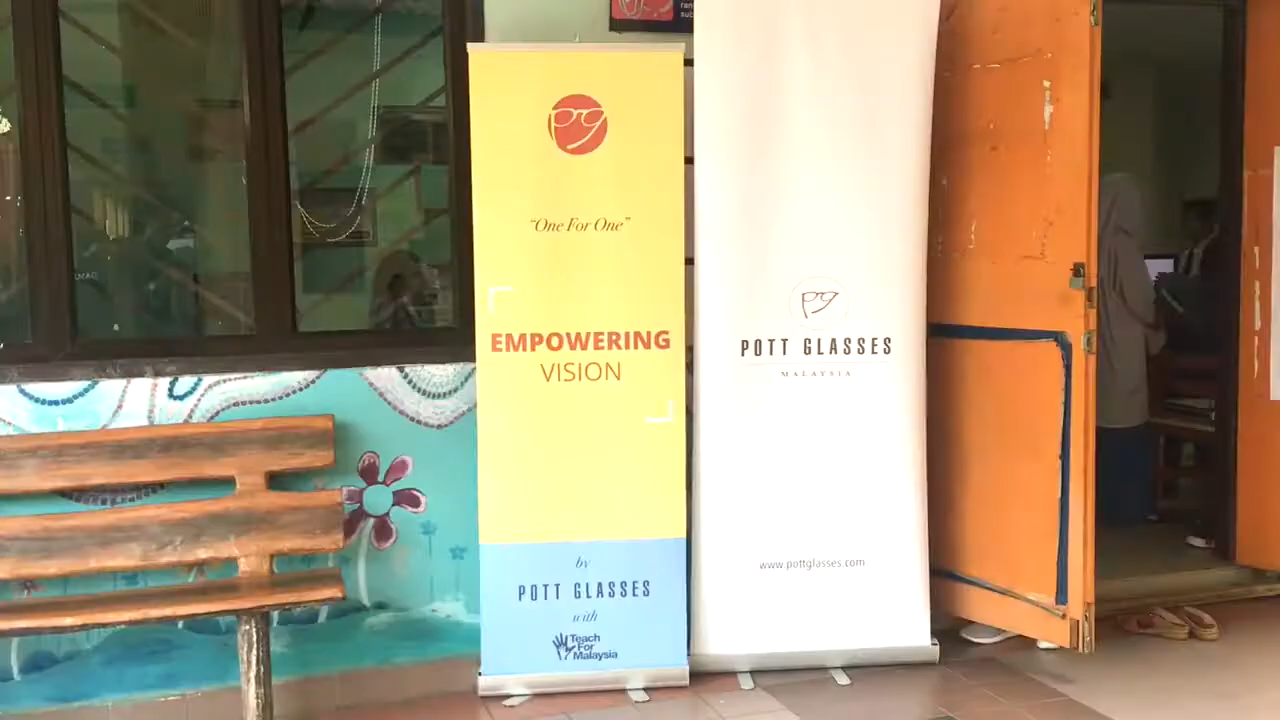 pg
"One For One"
EMPOWERING
VISION
by
POTT GLASSES
with
Teach
For
Malaysia
pg
POTT GLASSES
MALAYSIA
www.pottglasses.com